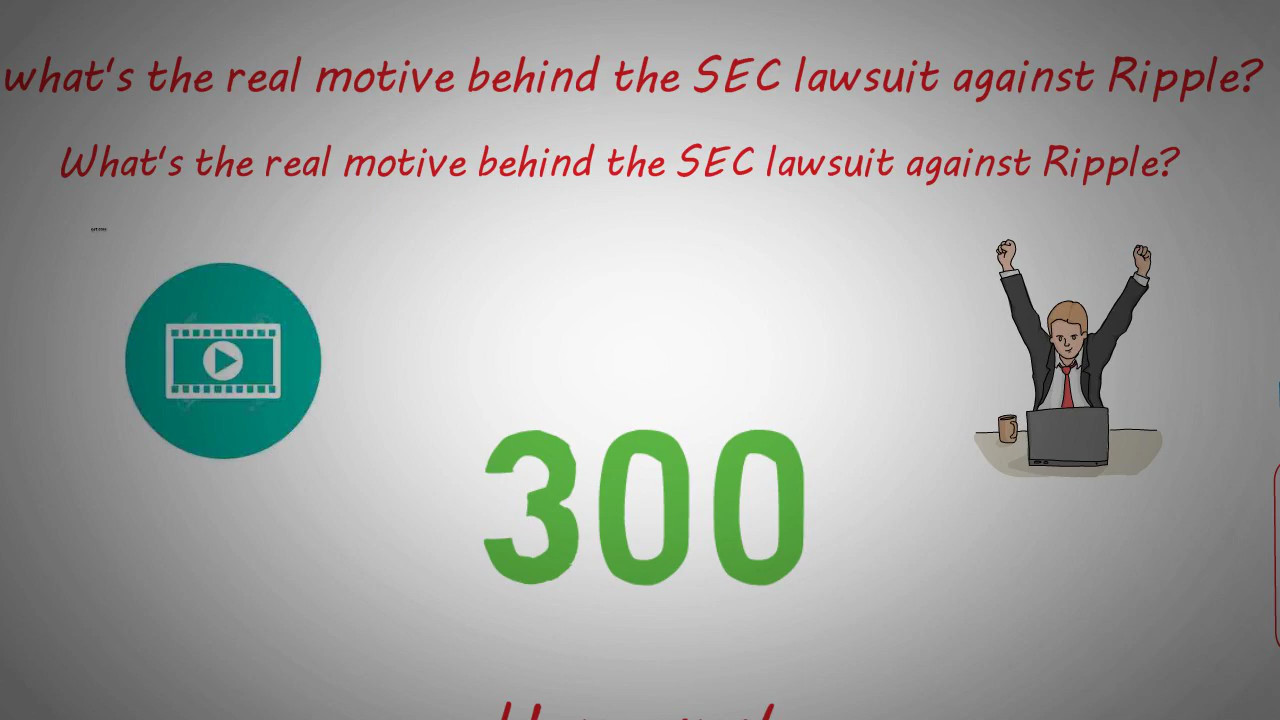 what's the real motive behind the SEC lawsuit against Ripple?
What's the real motive behind the SEC lawsuit against Ripple?
300